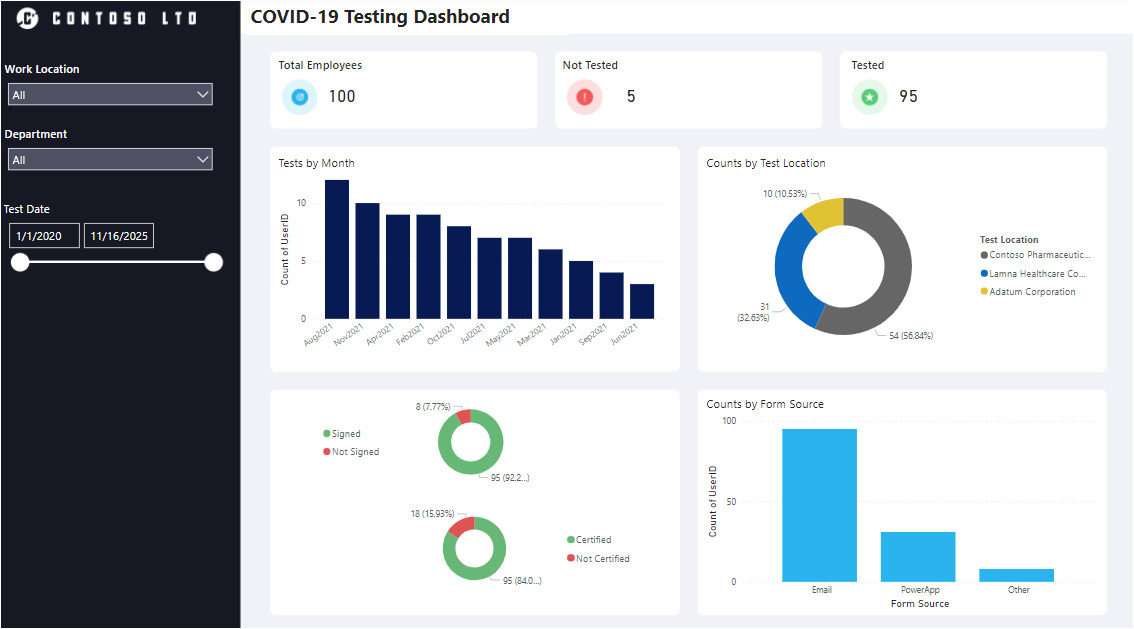 CONTOSO LTD
COVID-19 Testing Dashboard
Work Location
All
Department
All
Test Date
1/1/2020
11/16/2025
Total Employees
100
Not Tested
5
Tested
95
Tests by Month
Count of UserID
10
5
0
Aug2021
Nov2021
Apr2021
Feb2021
Oct2021
Jul2021
May2021
Mar2021
Jan2021
Sep2021
Jun2021
Counts by Test Location
10 (10.53%)
31
(32.63%)
54 (56.84%)
Test Location
Contoso Pharmaceutic...
Lamna Healthcare Co...
Adatum Corporation
8 (7.77%)
Signed
Not Signed
95 (92.2...)
18 (15.93%)
Certified
Not Certified
95 (84.0...)
Counts by Form Source
Count of UserID
100
50
0
Email
PowerApp
Other
Form Source